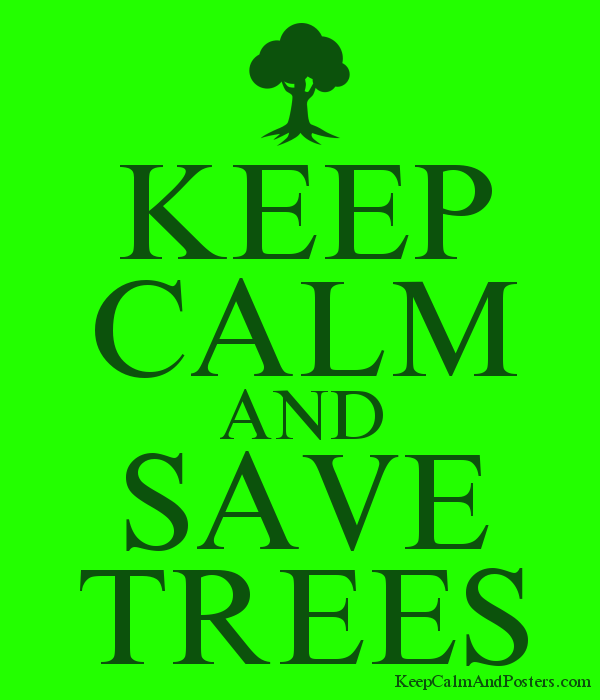 KEEP
CALM
AND
SAVE
TREES
KeepCalmAndPosters.com